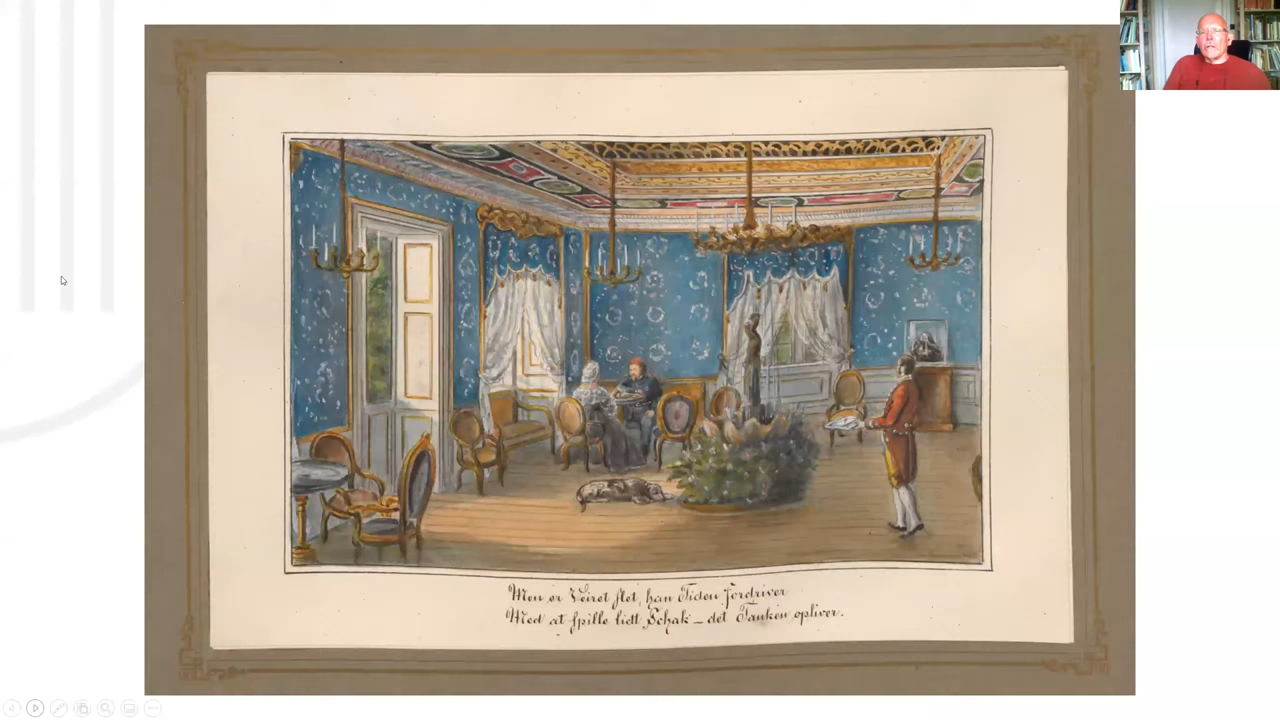 Men er Veiret slet, han Tiden fordriver
Med at spille lidt Schak – det Tanken opliver.